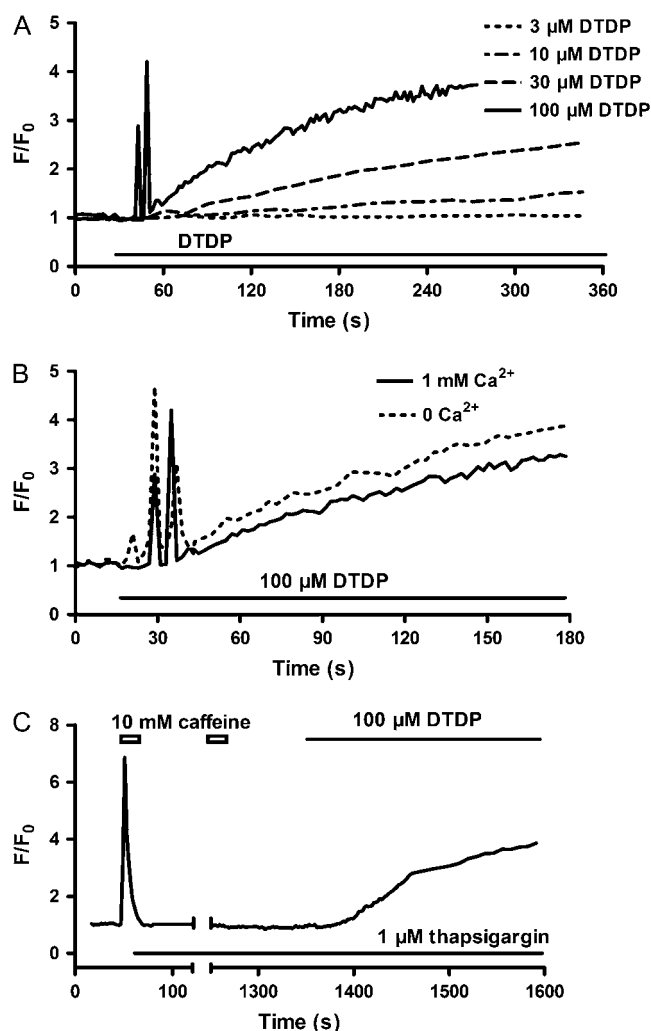 A
5
4
3
2
1
0
F/F0
3 µM DTDP
10 µM DTDP
30 µM DTDP
100 µM DTDP
DTDP
0 60 120 180 240 300 360
Time (s)
B
5
4
3
2
1
0
F/F0
1 mM Ca2+
0 Ca2+
100 µM DTDP
0 30 60 90 120 150 180
Time (s)
C
8
6
4
2
0
F/F0
10 mM caffeine
100 µM DTDP
1 µM thapsigargin
0 100 1300 1400 1500 1600
Time (s)